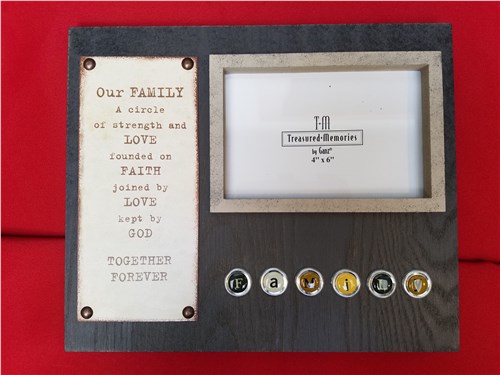 Our FAMILY
A circle
of strength and
LOVE
founded on
FAITH
joined by
LOVE
kept by
GOD
TOGETHER
FOREVER
T·M
Treasured·Memories
by GANZ
4" x 6"
F a m i l y